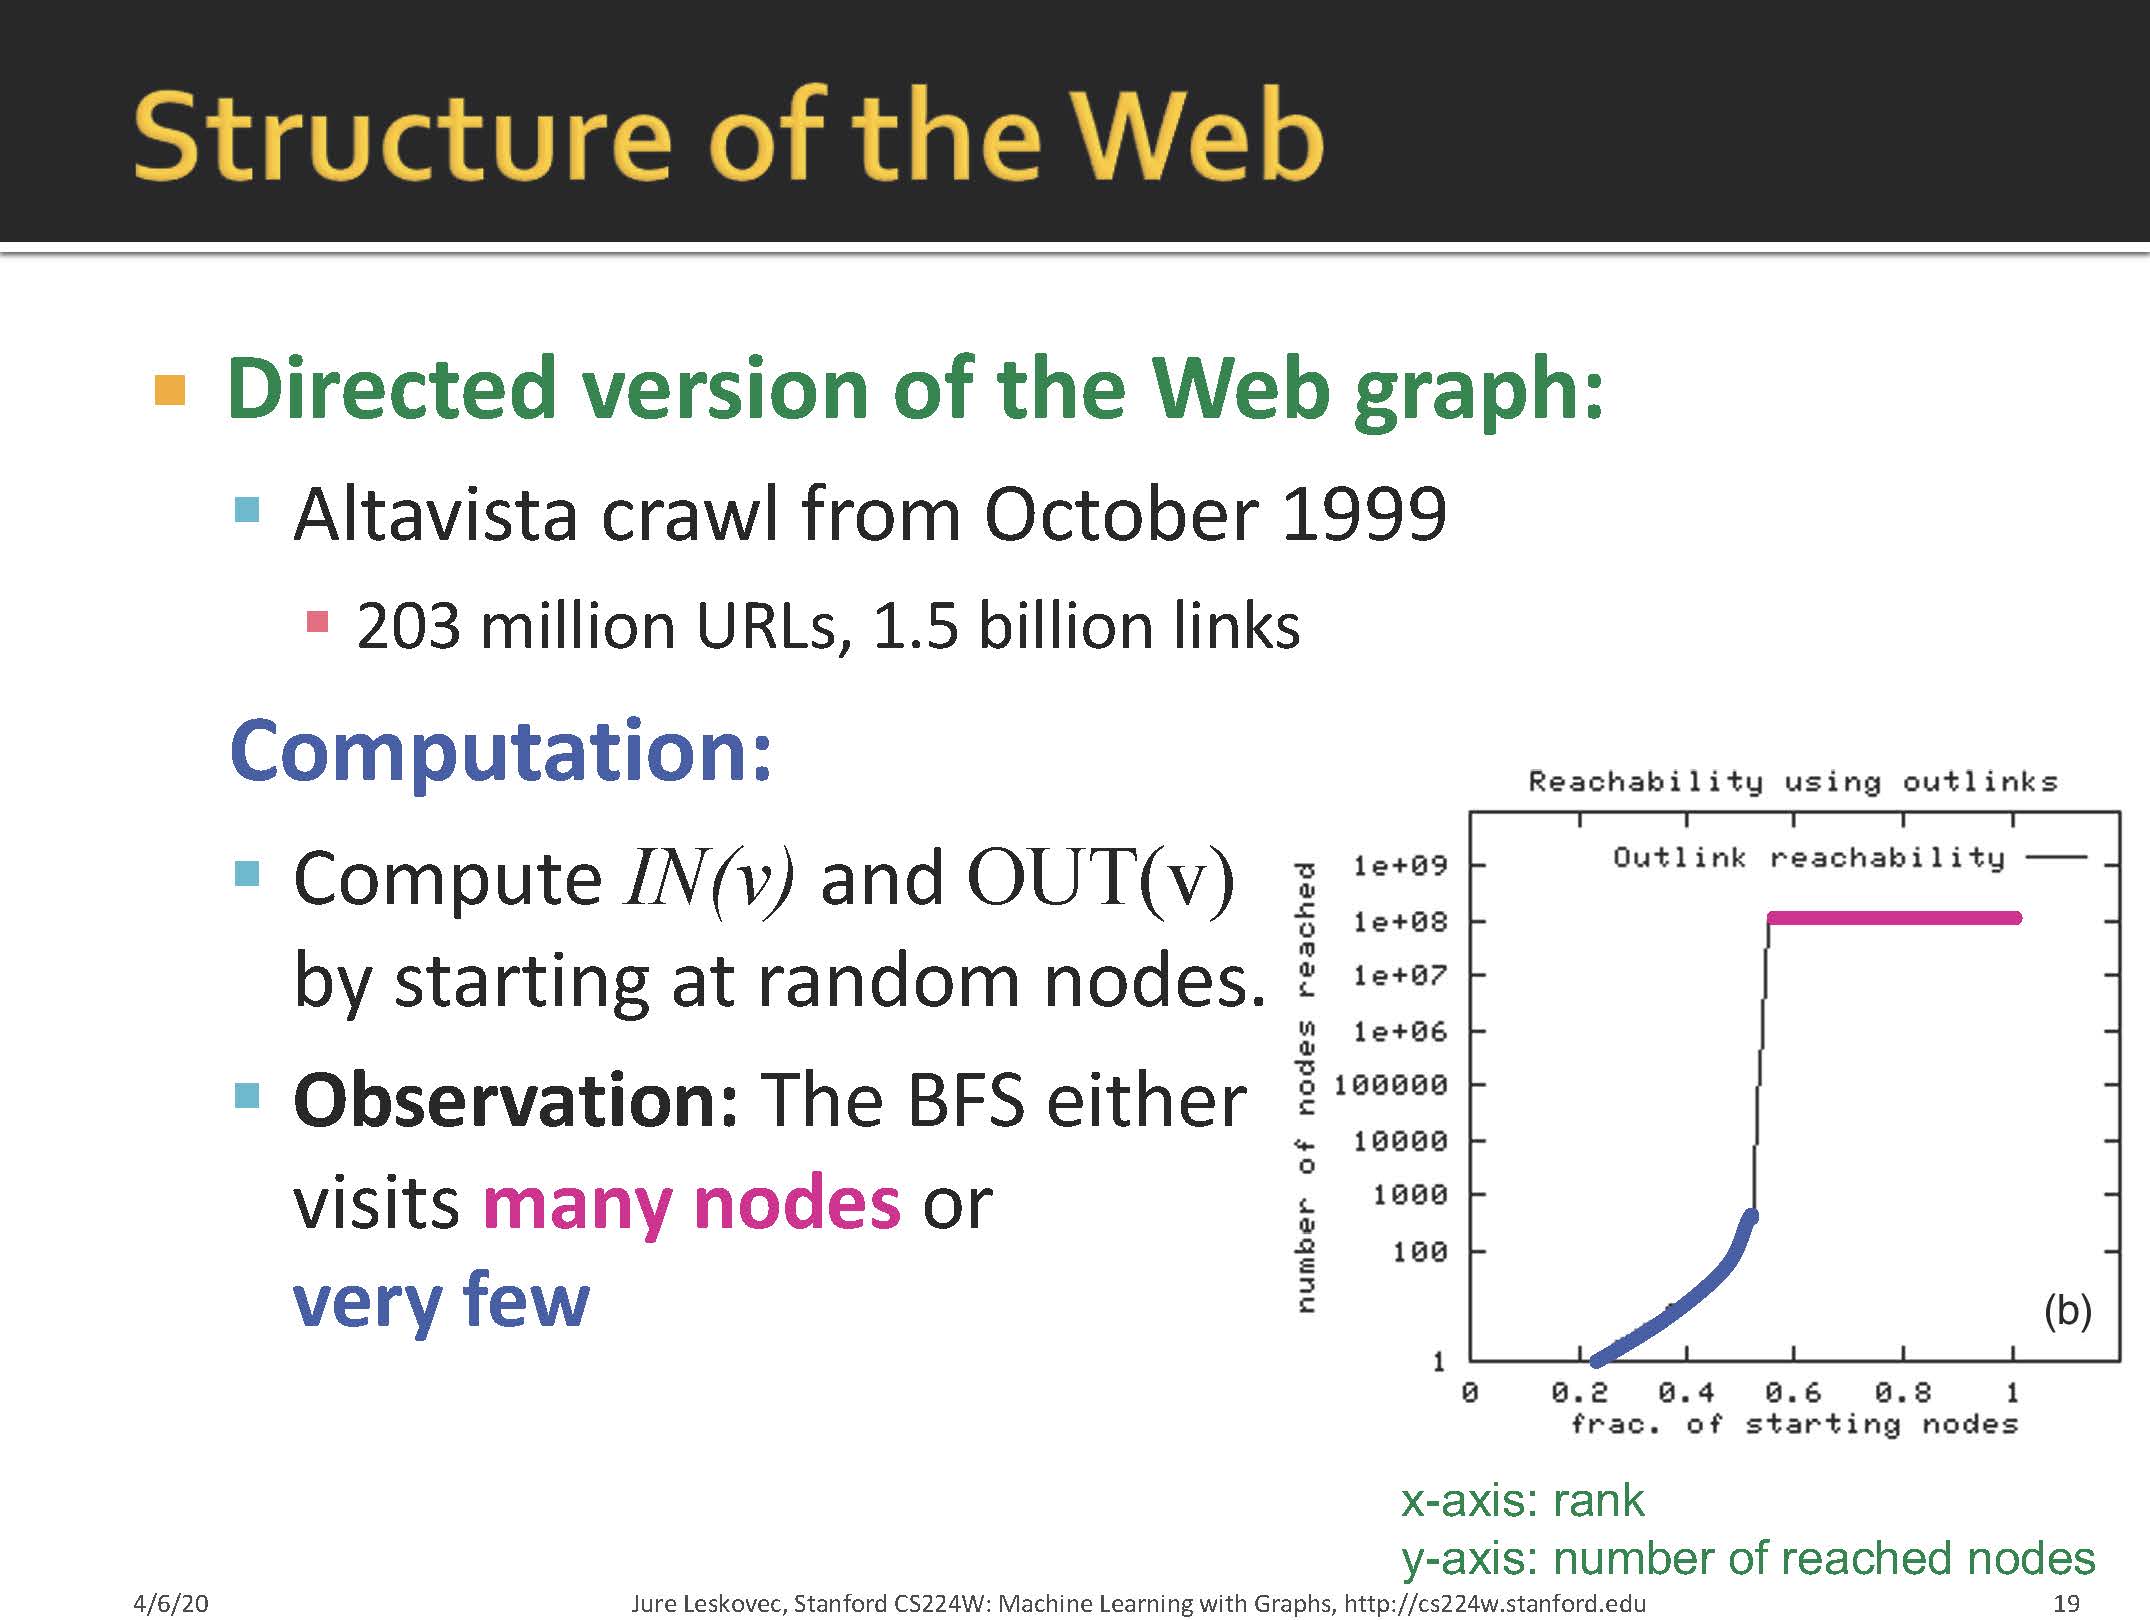 Structure of the Web
Directed version of the Web graph:
Altavista crawl from October 1999
203 million URLs, 1.5 billion links
Computation:
Compute IN(v) and OUT(v)
by starting at random nodes.
Observation: The BFS either
visits many nodes or
very few
Reachability using outlinks
Outlink reachability
number of nodes reached
1e+09
1e+08
1e+07
1e+06
100000
10000
1000
100
1
(b)
0 0.2 0.4 0.6 0.8 1
frac. of starting nodes
x-axis: rank
y-axis: number of reached nodes
4/6/20 Jure Leskovec, Stanford CS224W: Machine Learning with Graphs, http://cs224w.stanford.edu 19